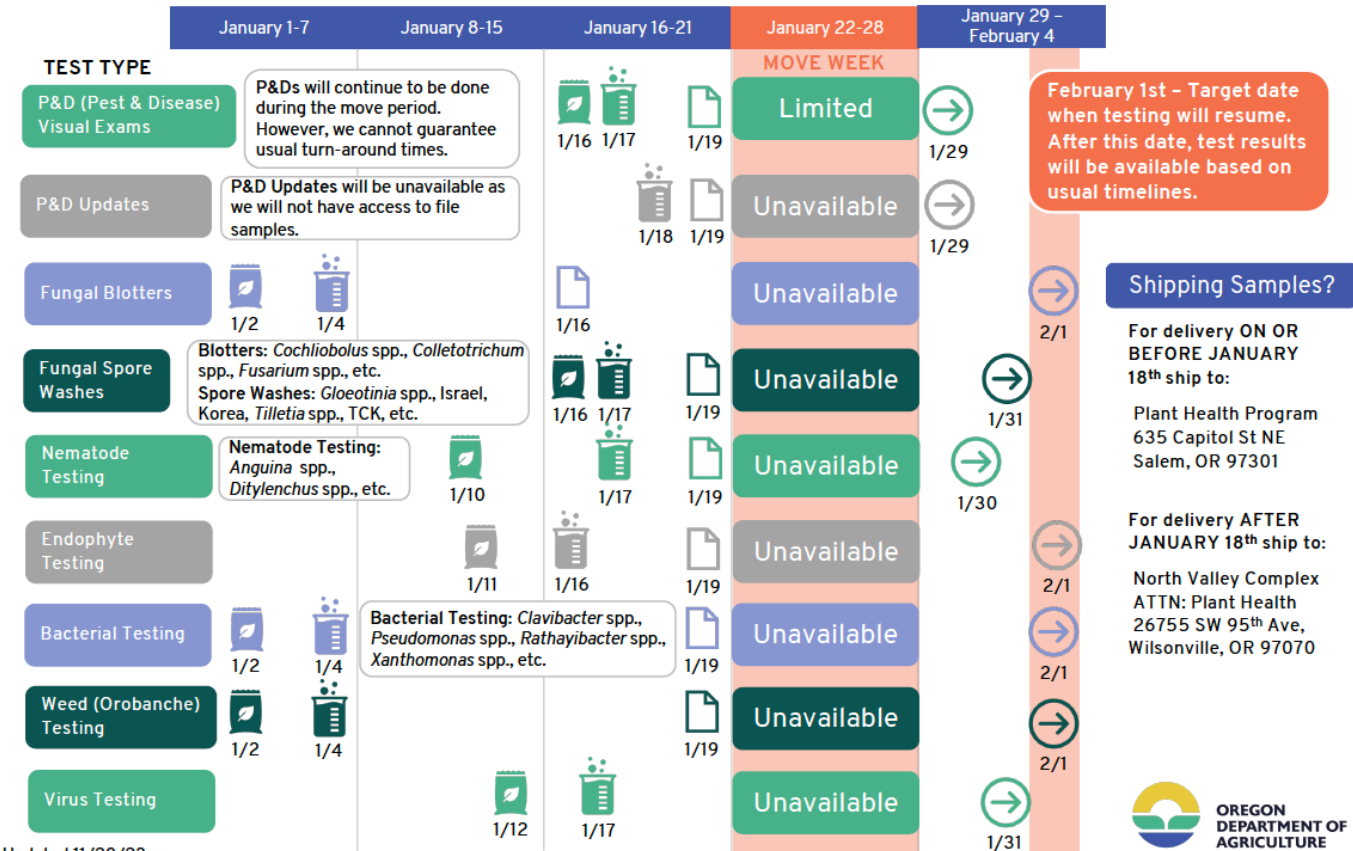 January 1-7
January 8-15
January 16-21
January 22-28
January 29 –
February 4
TEST TYPE
MOVE WEEK
P&D (Pest & Disease)
Visual Exams
P&Ds will continue to be done
during the move period.
However, we cannot guarantee
usual turn-around times.
1/16
1/17
1/19
Limited
1/29
February 1st – Target date
when testing will resume.
After this date, test results
will be available based on
usual timelines.
P&D Updates
P&D Updates will be unavailable as
we will not have access to file
samples.
1/18
1/19
Unavailable
1/29
Fungal Blotters
1/2
1/4
1/16
Unavailable
2/1
Fungal Spore
Washes
Blotters: Cochliobolus spp., Colletotrichum
spp., Fusarium spp., etc.
Spore Washes: Gloeotinia spp., Israel,
Korea, Tilletia spp., TCK, etc.
1/16
1/17
1/19
Unavailable
1/31
Nematode
Testing
Nematode Testing:
Anguina spp.,
Ditylenchus spp., etc.
1/10
1/17
1/19
Unavailable
1/30
Endophyte
Testing
1/11
1/16
1/19
Unavailable
2/1
Bacterial Testing
1/2
1/4
Bacterial Testing: Clavibacter spp.,
Pseudomonas spp., Rathayibacter spp.,
Xanthomonas spp., etc.
1/19
Unavailable
2/1
Weed (Orobanche)
Testing
1/2
1/4
1/19
Unavailable
2/1
Virus Testing
1/12
1/17
Unavailable
1/31
Shipping Samples?
For delivery ON OR
BEFORE JANUARY
18th ship to:
Plant Health Program
635 Capitol St NE
Salem, OR 97301
For delivery AFTER
JANUARY 18th ship to:
North Valley Complex
ATTN: Plant Health
26755 SW 95th Ave,
Wilsonville, OR 97070
OREGON
DEPARTMENT OF
AGRICULTURE